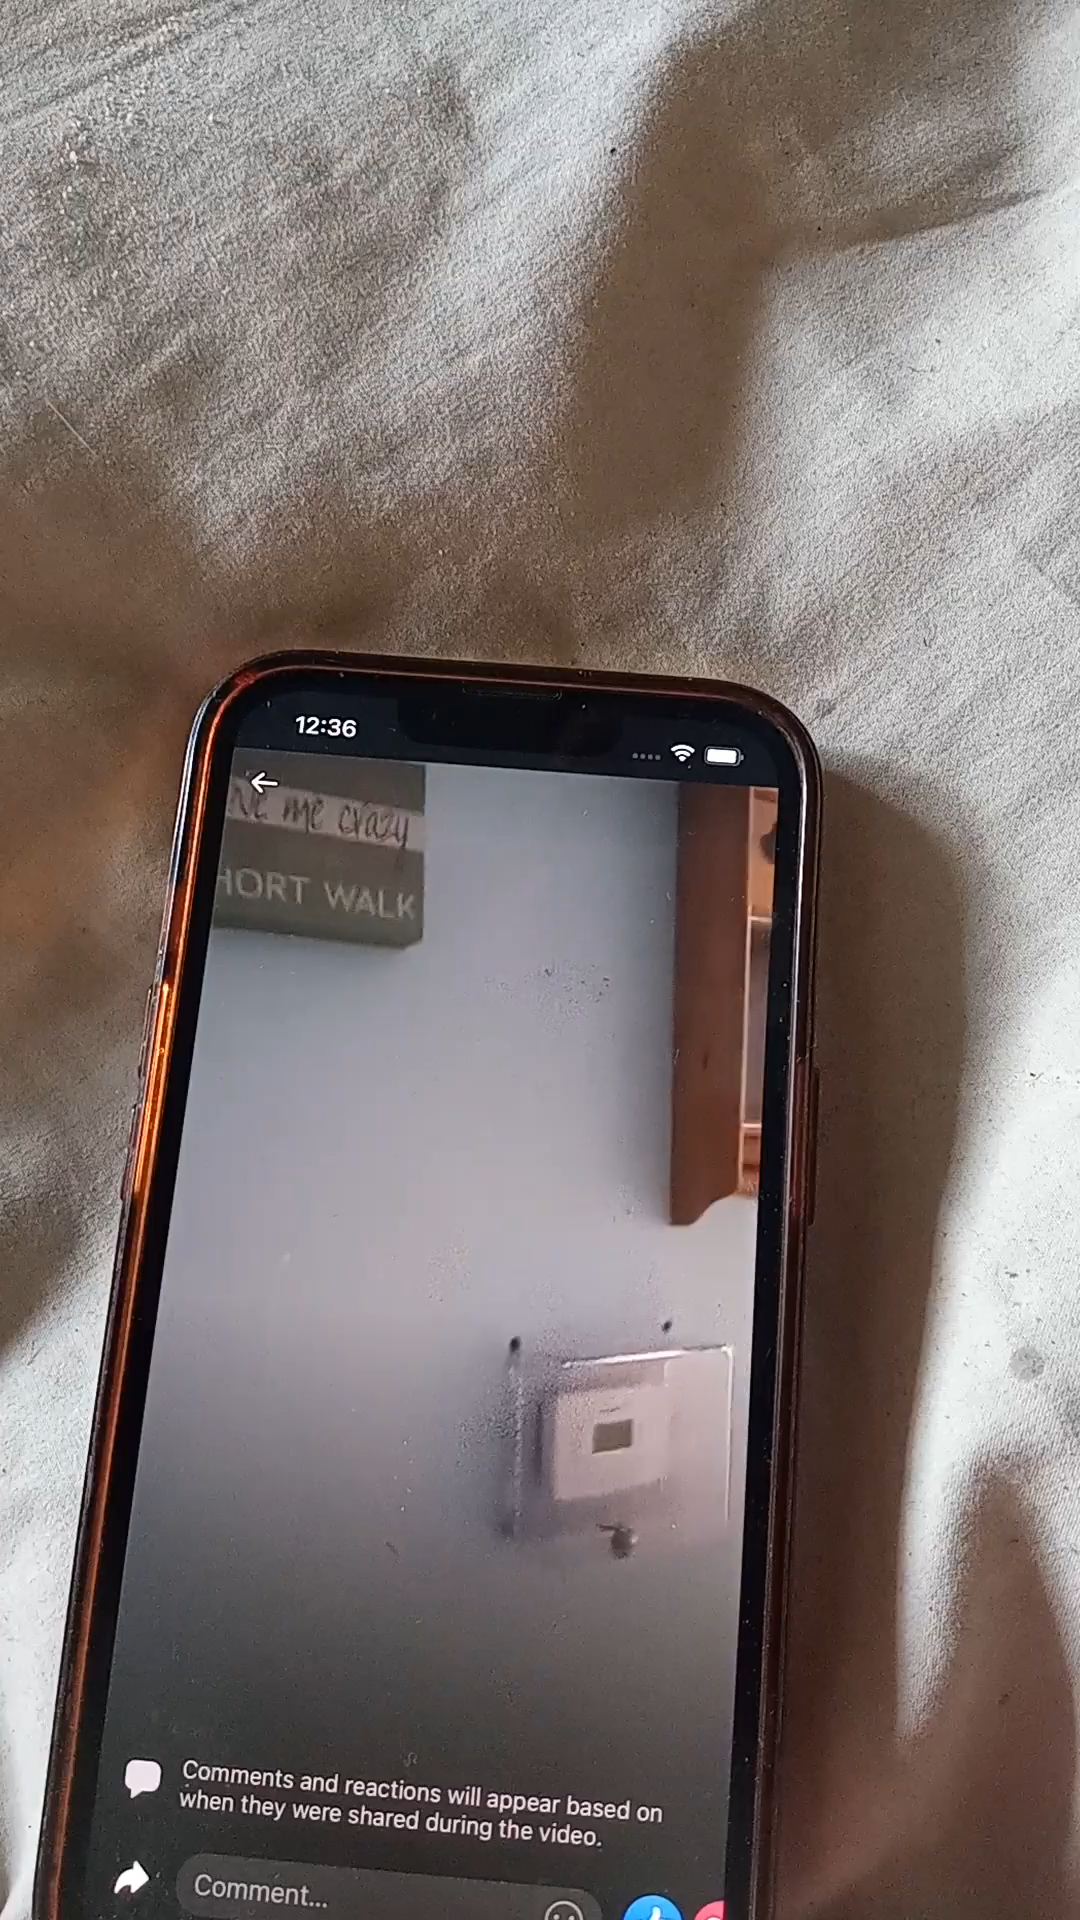 12:36
me crazy
WALK
Comments and reactions will appear based on
when they were shared during the video.
Comment...